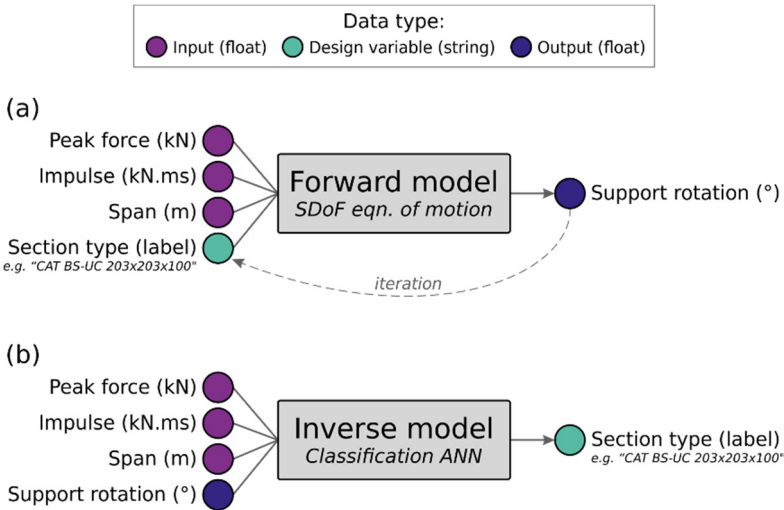 Data type:
Input (float) Design variable (string) Output (float)
(a)
Peak force (kN)
Impulse (kN.ms)
Span (m)
Section type (label)
e.g. “CAT BS-UC 203x203x100"
Forward model
SDoF eqn. of motion
Support rotation (°)
iteration
(b)
Peak force (kN)
Impulse (kN.ms)
Span (m)
Support rotation (°)
Inverse model
Classification ANN
Section type (label)
e.g. “CAT BS-UC 203x203x100"